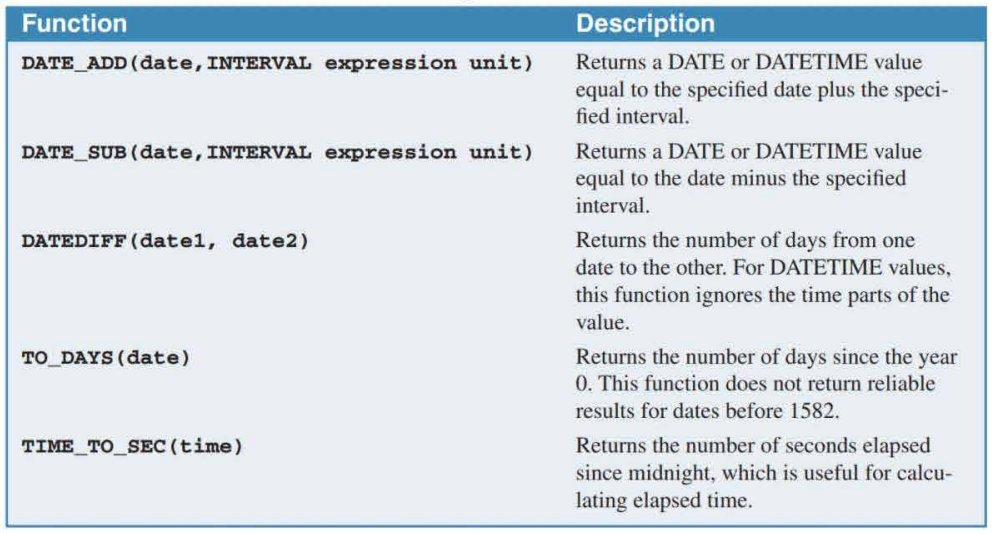 Function Description
DATE_ADD(date,INTERVAL expression unit) Returns a DATE or DATETIME value
equal to the specified date plus the speci-
fied interval.
DATE_SUB(date,INTERVAL expression unit) Returns a DATE or DATETIME value
equal to the date minus the specified
interval.
DATEDIFF(date1, date2) Returns the number of days from one
date to the other. For DATETIME values,
this function ignores the time parts of the
value.
TO_DAYS(date) Returns the number of days since the year
0. This function does not return reliable
results for dates before 1582.
TIME_TO_SEC(time) Returns the number of seconds elapsed
since midnight, which is useful for calcu-
lating elapsed time.